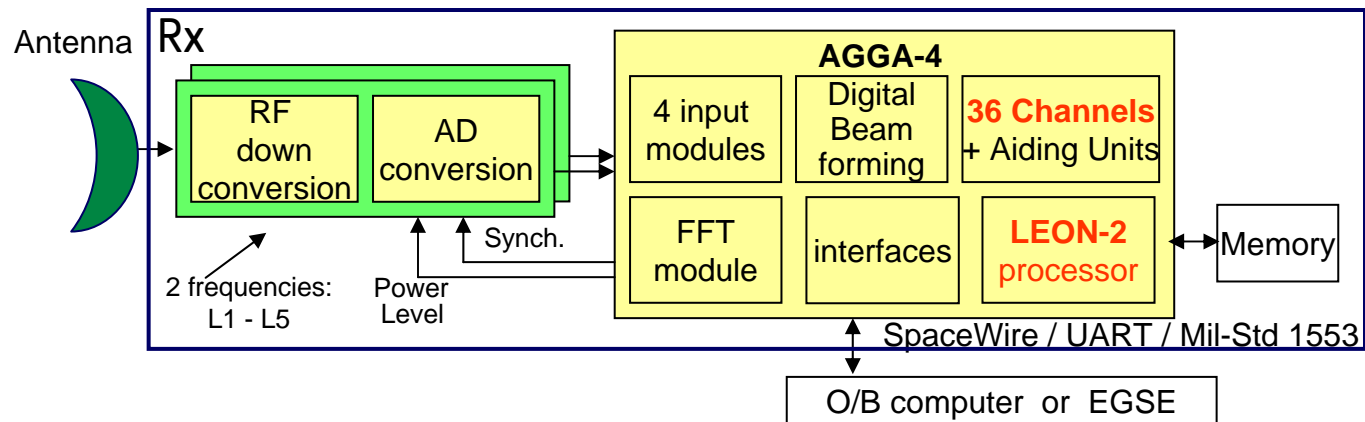 Antenna
Rx
RF
down
conversion
AD
conversion
2 frequencies:
L1 - L5
Power
Level
Synch.
AGGA-4
4 input
modules
Digital
Beam
forming
36 Channels
+ Aiding Units
FFT
module
interfaces
LEON-2
processor
Memory
SpaceWire / UART / Mil-Std 1553
O/B computer or EGSE